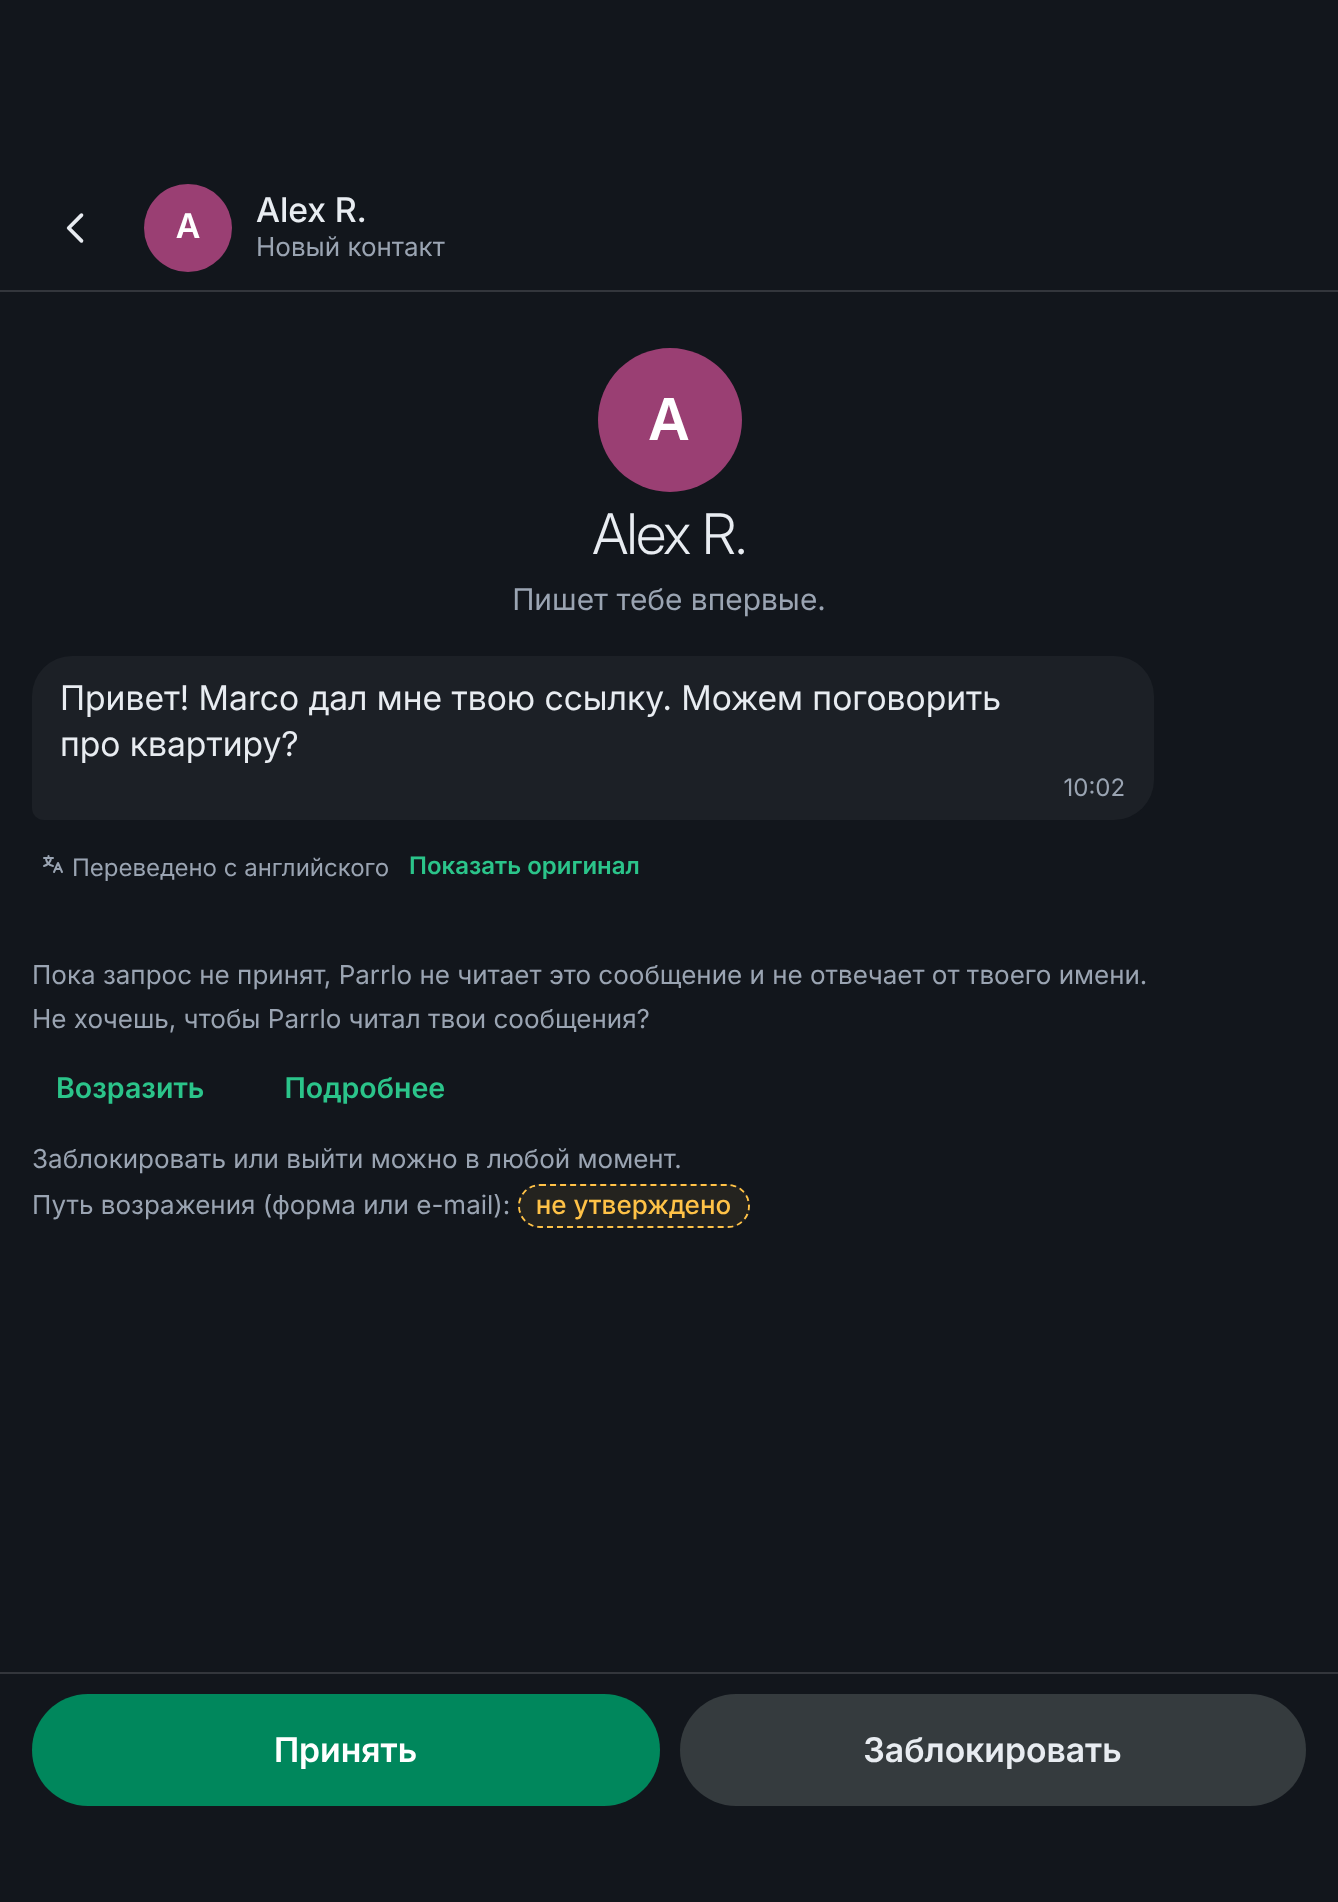 A
Alex R.
Новый контакт
A
Alex R.
Пишет тебе впервые.
Привет! Marco дал мне твою ссылку. Можем поговорить
про квартиру?
10:02
Переведено с английского Показать оригинал
Пока запрос не принят, Parrlo не читает это сообщение и не отвечает от твоего имени.
Не хочешь, чтобы Parrlo читал твои сообщения?
Возразить Подробнее
Заблокировать или выйти можно в любой момент.
Путь возражения (форма или e-mail): не утверждено
Принять Заблокировать